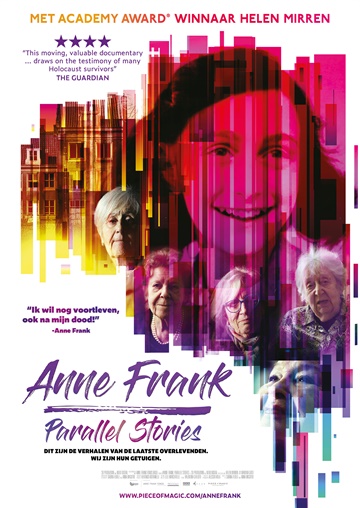 MET ACADEMY AWARD® WINNAAR HELEN MIRREN
★★★★
"This moving, valuable documentary
... draws on the testimony of many
Holocaust survivors"
THE GUARDIAN
"Ik wil nog voortleven,
ook na mijn dood!"
-Anne Frank
Anne Frank
Parallel Stories
DIT ZIJN DE VERHALEN VAN DE LAATSTE OVERLEVENDEN.
WIJ ZIJN HUN GETUIGEN.
WWW.PIECEOFMAGIC.COM/ANNEFRANK